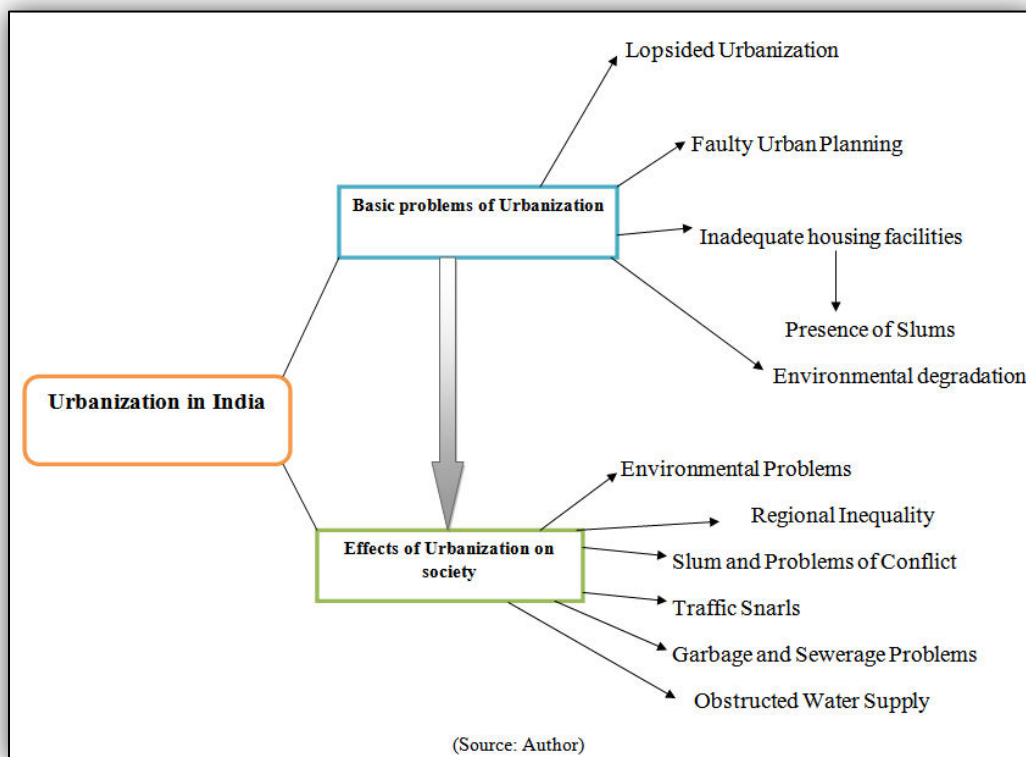 Lopsided Urbanization
Faulty Urban Planning
Basic problems of Urbanization
Inadequate housing facilities
Presence of Slums
Environmental degradation
Urbanization in India
Environmental Problems
Regional Inequality
Effects of Urbanization on
society
Slum and Problems of Conflict
Traffic Snarls
Garbage and Sewerage Problems
Obstructed Water Supply
(Source: Author)